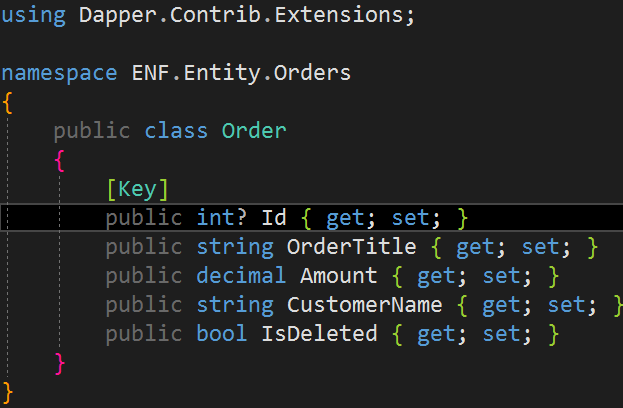 using Dapper.Contrib.Extensions;
namespace ENF.Entity.Orders
{
public class Order
{
[Key]
public int? Id { get; set; }
public string OrderTitle { get; set; }
public decimal Amount { get; set; }
public string CustomerName { get; set; }
public bool IsDeleted { get; set; }
}
}